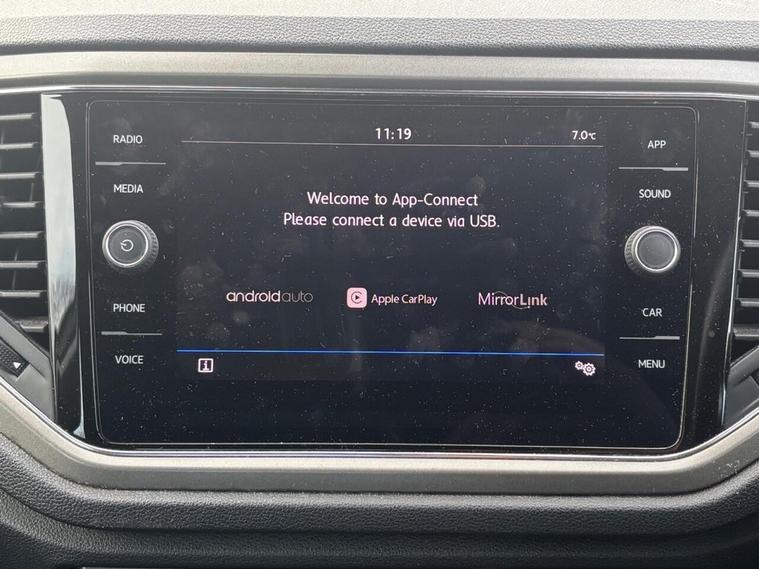 RADIO
MEDIA
PHONE
VOICE
11:19
7.0°C
Welcome to App-Connect
Please connect a device via USB.
androidauto
Apple CarPlay
MirrorLink
APP
SOUND
CAR
MENU